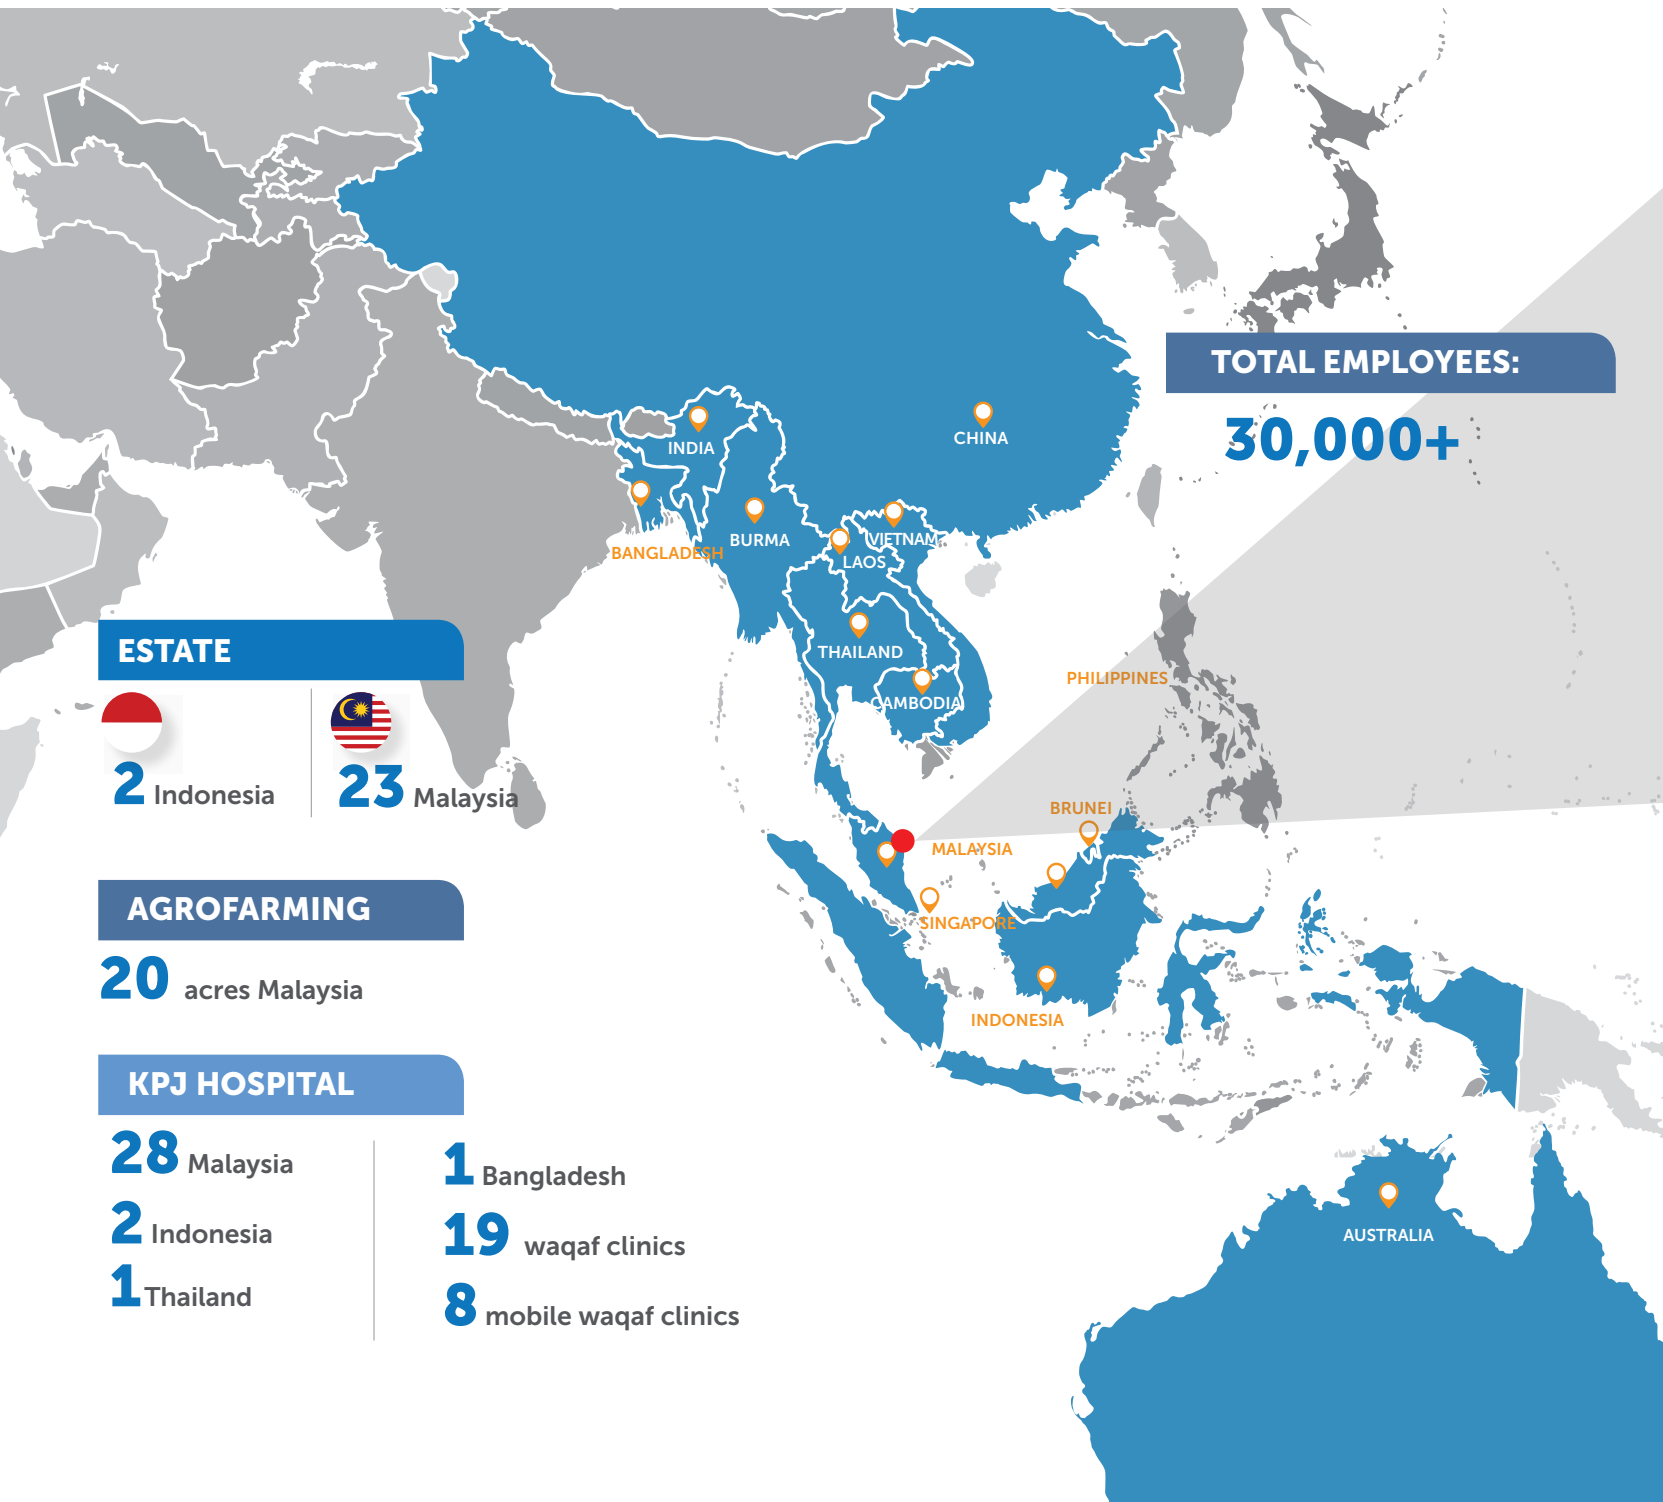 TOTAL EMPLOYEES:
30,000+
CHINA
INDIA
BURMA
VIETNAM
BANGLADESH
LAOS
THAILAND
PHILIPPINES
CAMBODIA
BRUNEI
MALAYSIA
SINGAPORE
INDONESIA
AUSTRALIA
ESTATE
2 Indonesia
23 Malaysia
AGROFARMING
20 acres Malaysia
KPJ HOSPITAL
28 Malaysia
2 Indonesia
1 Thailand
1 Bangladesh
19 waqaf clinics
8 mobile waqaf clinics